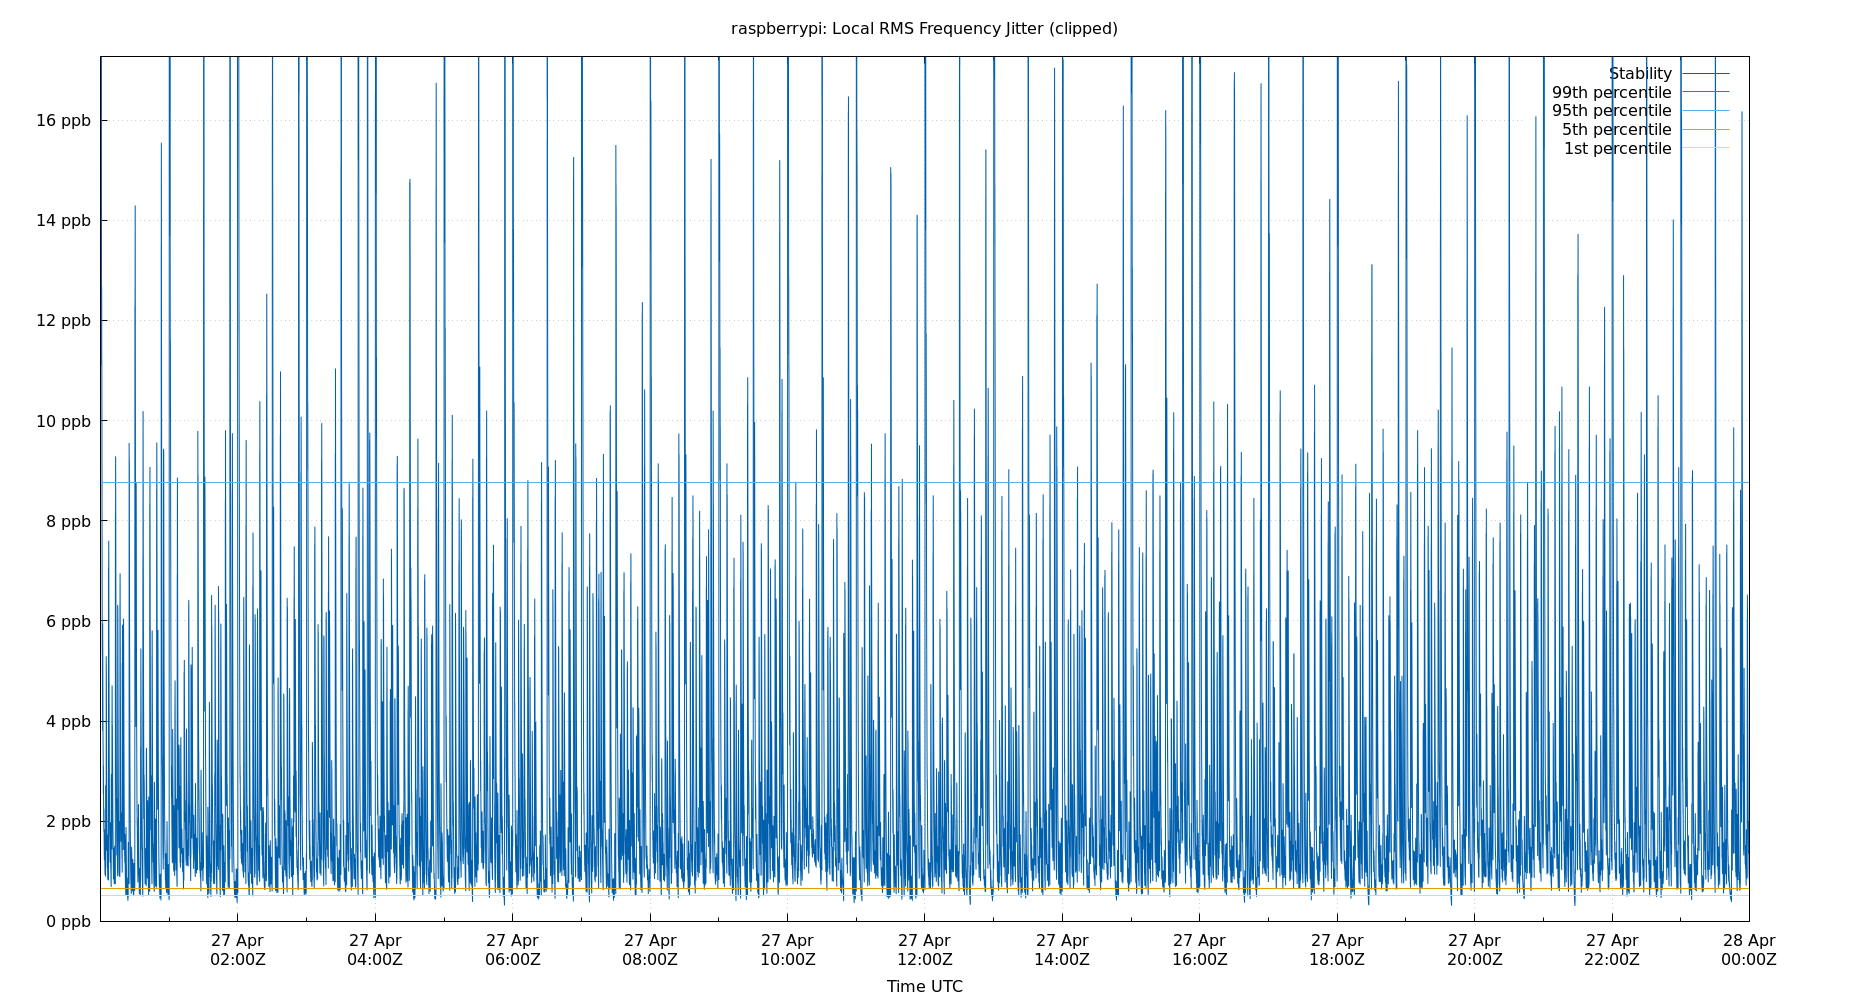 raspberrypi: Local RMS Frequency Jitter (clipped)
Stability
99th percentile
95th percentile
5th percentile
1st percentile
16 ppb
14 ppb
12 ppb
10 ppb
8 ppb
6 ppb
4 ppb
2 ppb
0 ppb
27 Apr 27 Apr 27 Apr 27 Apr 27 Apr 27 Apr 27 Apr 27 Apr 27 Apr 27 Apr 27 Apr 28 Apr
02:00Z 04:00Z 06:00Z 08:00Z 10:00Z 12:00Z 14:00Z 16:00Z 18:00Z 20:00Z 22:00Z 00:00Z
Time UTC